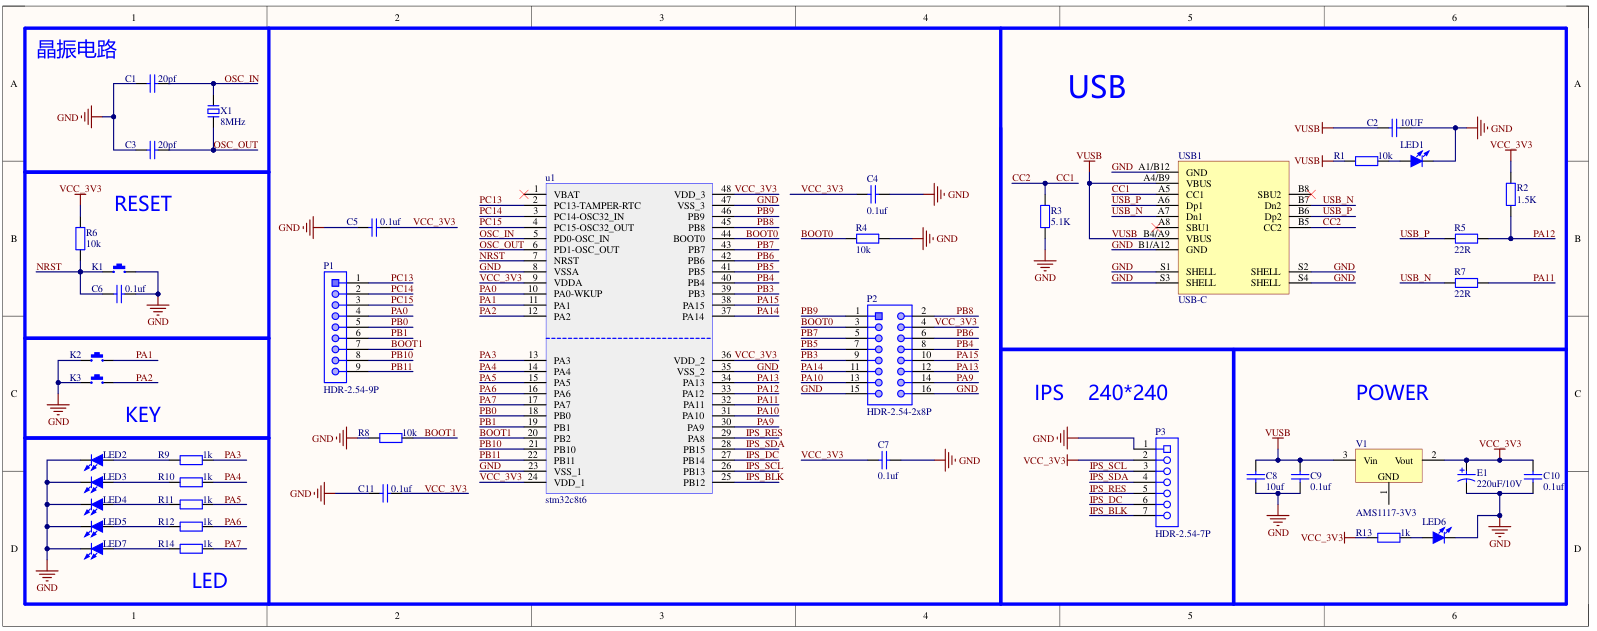 1 2 3 4 5 6
A
B
C
D
晶振电路
C1 20pf OSC_IN
GND
X1
8MHz
C3 20pf OSC_OUT
VCC_3V3
RESET
R6
10k
NRST K1
C6 0.1uf
GND
K2 PA1
K3 PA2
GND
KEY
LED2 R9 1k PA3
LED3 R10 1k PA4
LED4 R11 1k PA5
LED5 R12 1k PA6
LED7 R14 1k PA7
GND
LED
GND C5 0.1uf VCC_3V3
P1
1 PC13
2 PC14
3 PC15
4 PA0
5 PB0
6 PB1
7 BOOT1
8 PB10
9 PB11
HDR-2.54-9P
GND R8 10k BOOT1
GND C11 0.1uf VCC_3V3
u1
1 VBAT VDD_3 48 VCC_3V3
PC13 2 PC13-TAMPER-RTC VSS_3 47 GND
PC14 3 PC14-OSC32_IN PB9 46 PB9
PC15 4 PC15-OSC32_OUT PB8 45 PB8
OSC_IN 5 PD0-OSC_IN BOOT0 44 BOOT0
OSC_OUT 6 PD1-OSC_OUT PB7 43 PB7
NRST 7 NRST PB6 42 PB6
GND 8 VSSA PB5 41 PB5
VCC_3V3 9 VDDA PB4 40 PB4
PA0 10 PA0-WKUP PB3 39 PB3
PA1 11 PA1 PA15 38 PA15
PA2 12 PA2 PA14 37 PA14
PA3 13 PA3 VDD_2 36 VCC_3V3
PA4 14 PA4 VSS_2 35 GND
PA5 15 PA5 PA13 34 PA13
PA6 16 PA6 PA12 33 PA12
PA7 17 PA7 PA11 32 PA11
PB0 18 PB0 PA10 31 PA10
PB1 19 PB1 PA9 30 PA9
BOOT1 20 PB2 PA8 29 IPS_RES
PB10 21 PB10 PB15 28 IPS_SDA
PB11 22 PB11 PB14 27 IPS_DC
GND 23 VSS_1 PB13 26 IPS_SCL
VCC_3V3 24 VDD_1 PB12 25 IPS_BLK
stm32c8t6
VCC_3V3 C4 GND
0.1uf
BOOT0 R4 GND
10k
P2
PB9 1 2 PB8
BOOT0 3 4 VCC_3V3
PB7 5 6 PB6
PB5 7 8 PB4
PB3 9 10 PA15
PA14 11 12 PA13
PA10 13 14 PA9
GND 15 16 GND
HDR-2.54-2x8P
VCC_3V3 C7 GND
0.1uf
USB
VUSB C2 10UF GND
VUSB R1 10k LED1
VCC_3V3
R2
1.5K
CC2 CC1
VUSB
R3
5.1K
GND
USB1
GND A1/B12 GND
A4/B9 VBUS
CC1 A5 CC1 SBU2 B8
USB_P A6 Dp1 Dn2 B7 USB_N
USB_N A7 Dn1 Dp2 B6 USB_P
A8 SBU1 CC2 B5 CC2
VUSB B4/A9 VBUS
GND B1/A12 GND
GND S1 SHELL SHELL S2 GND
GND S3 SHELL SHELL S4 GND
USB-C
USB_P R5 PA12
22R
USB_N R7 PA11
22R
IPS 240*240
P3
GND 1
VCC_3V3 2
IPS_SCL 3
IPS_SDA 4
IPS_RES 5
IPS_DC 6
IPS_BLK 7
HDR-2.54-7P
POWER
VUSB V1 VCC_3V3
3 Vin Vout 2
GND
1
C8
10uf
C9
0.1uf
E1
220uF/10V
C10
0.1uf
AMS1117-3V3
GND
VCC_3V3 R13 1k LED6
GND
A
B
C
D
1 2 3 4 5 6